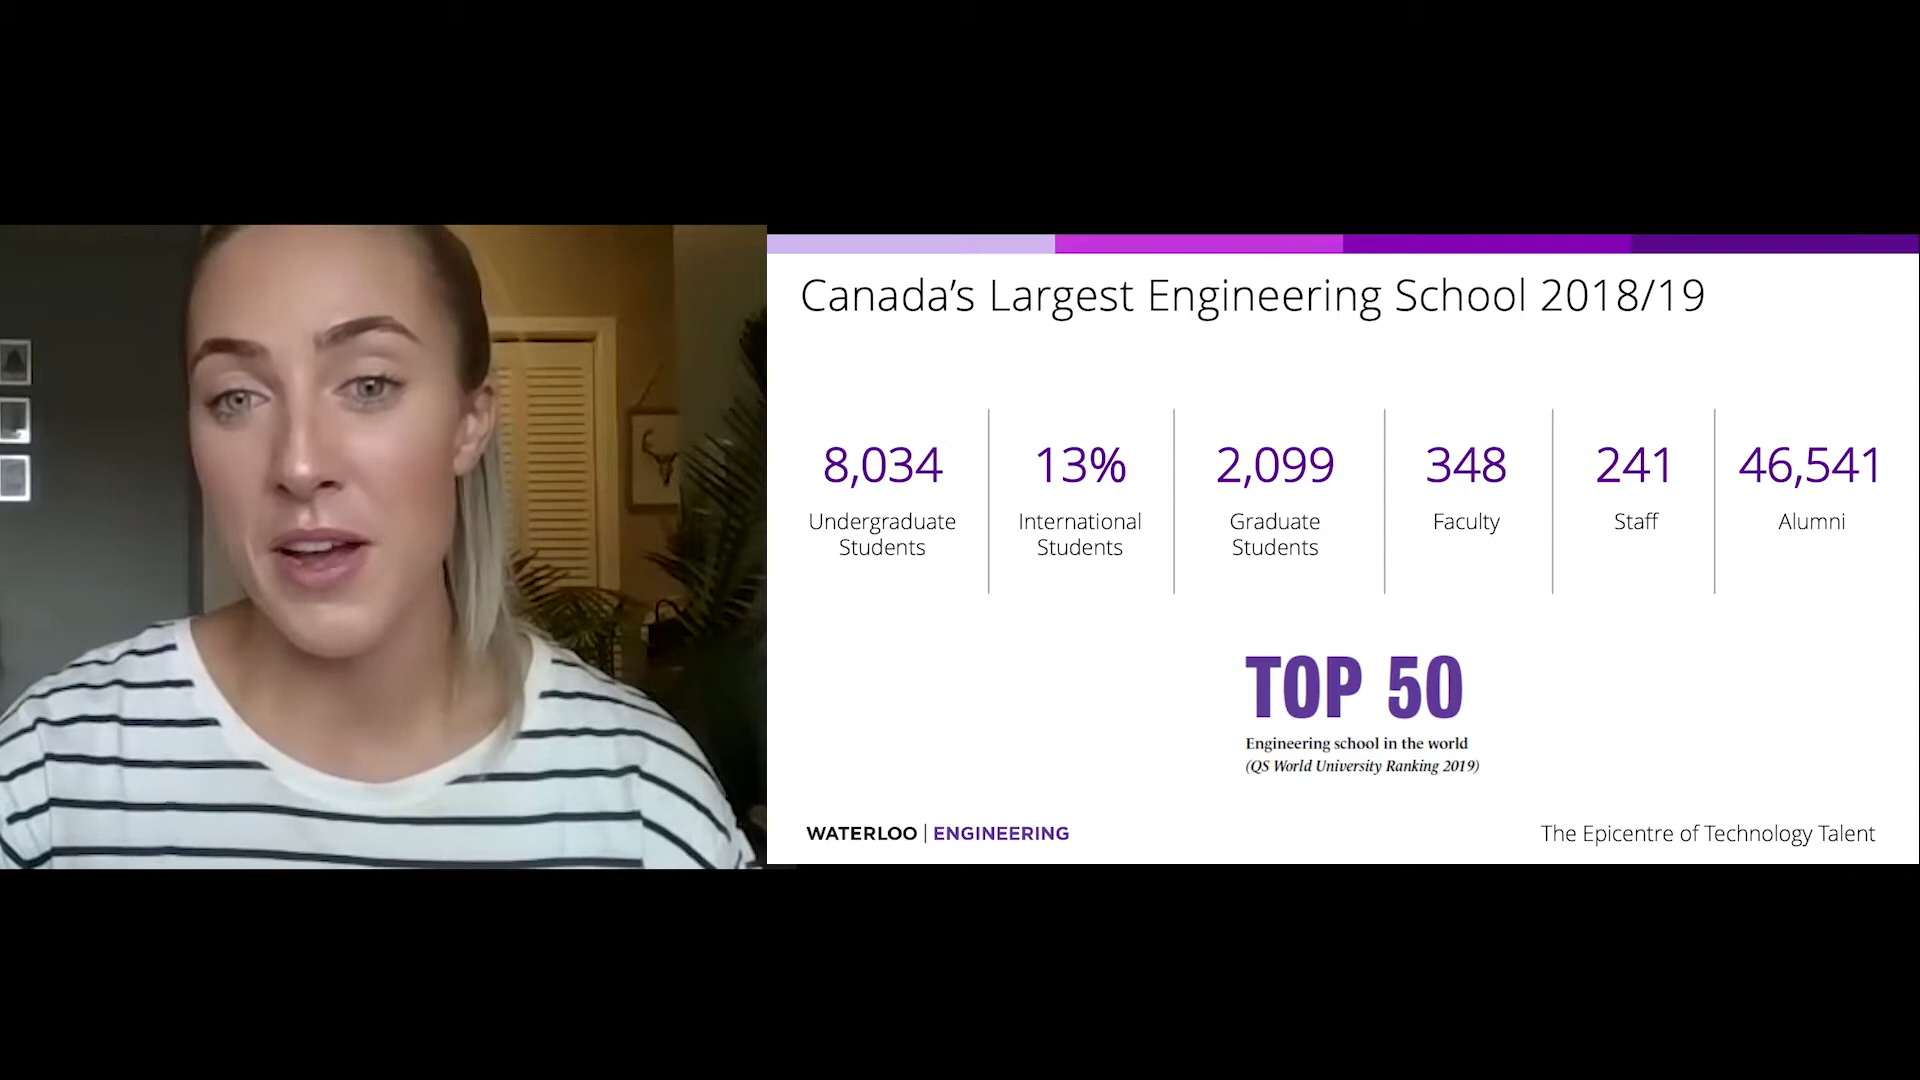 Canada's Largest Engineering School 2018/19
8,034
Undergraduate
Students
13%
International
Students
2,099
Graduate
Students
348
Faculty
241
Staff
46,541
Alumni
TOP 50
Engineering school in the world
(QS World University Ranking 2019)
WATERLOO | ENGINEERING
The Epicentre of Technology Talent